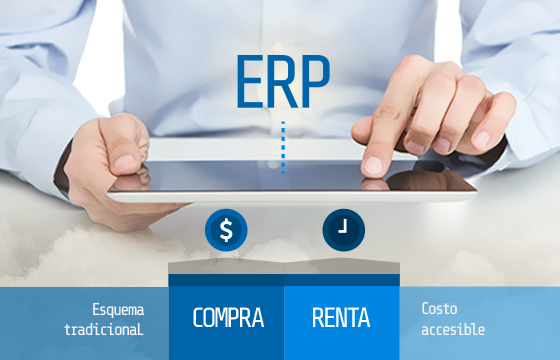 ERP
$
Esquema
tradicional
COMPRA
RENTA
Costo
accesible